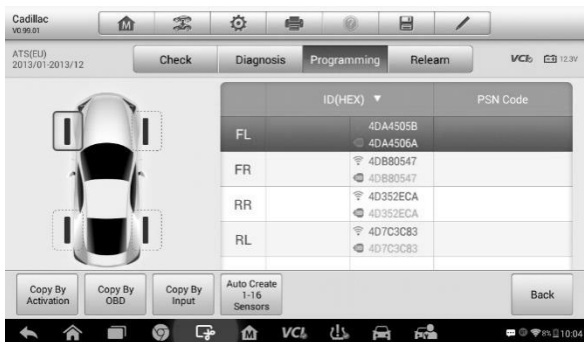 Cadillac
V0.99.01
ATS(EU)
2013/01-2013/12
Check
Diagnosis
Programming
Relearn
VCI
12.3V
ID(HEX) ▼
PSN Code
FL
4DA4505B
4DA4506A
FR
4DB80547
4DB80547
RR
4D352ECA
4D352ECA
RL
4D7C3C83
4D7C3C83
Copy By
Activation
Copy By
OBD
Copy By
Input
Auto Create
1-16
Sensors
Back
VCI
8%
10:04